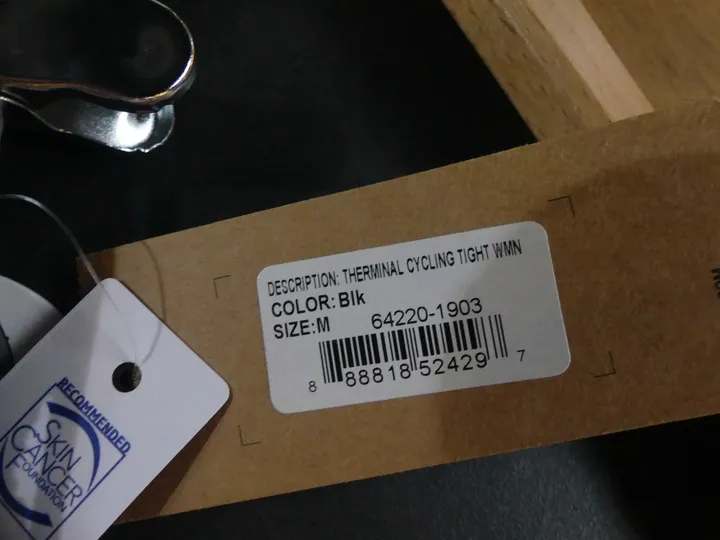 DESCRIPTION: THERMINAL CYCLING TIGHT WMN
COLOR: Blk
SIZE: M
64220-1903
8 88818 52429 7
RECOMMENDED
SKIN
CANCER
FOUNDATION